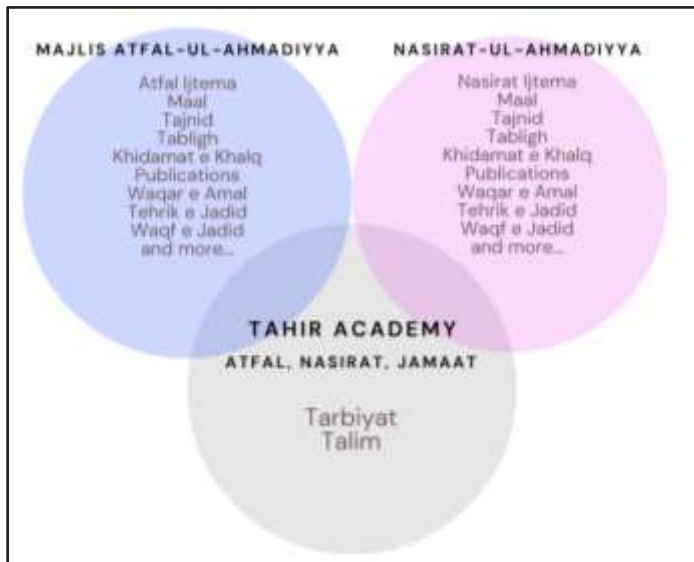 MAJLIS ATFAL-UL-AHMADIYYA
Atfal Ijtema
Maal
Tajnid
Tabligh
Khidamat e Khalq
Publications
Waqar e Amal
Tehrik e Jadid
Waqf e Jadid
and more...
NASIRAT-UL-AHMADIYYA
Nasirat Ijtema
Maal
Tajnid
Tabligh
Khidamat e Khalq
Publications
Waqar e Amal
Tehrik e Jadid
Waqf e Jadid
and more...
TAHIR ACADEMY
ATFAL, NASIRAT, JAMAAT
Tarbiyat
Talim